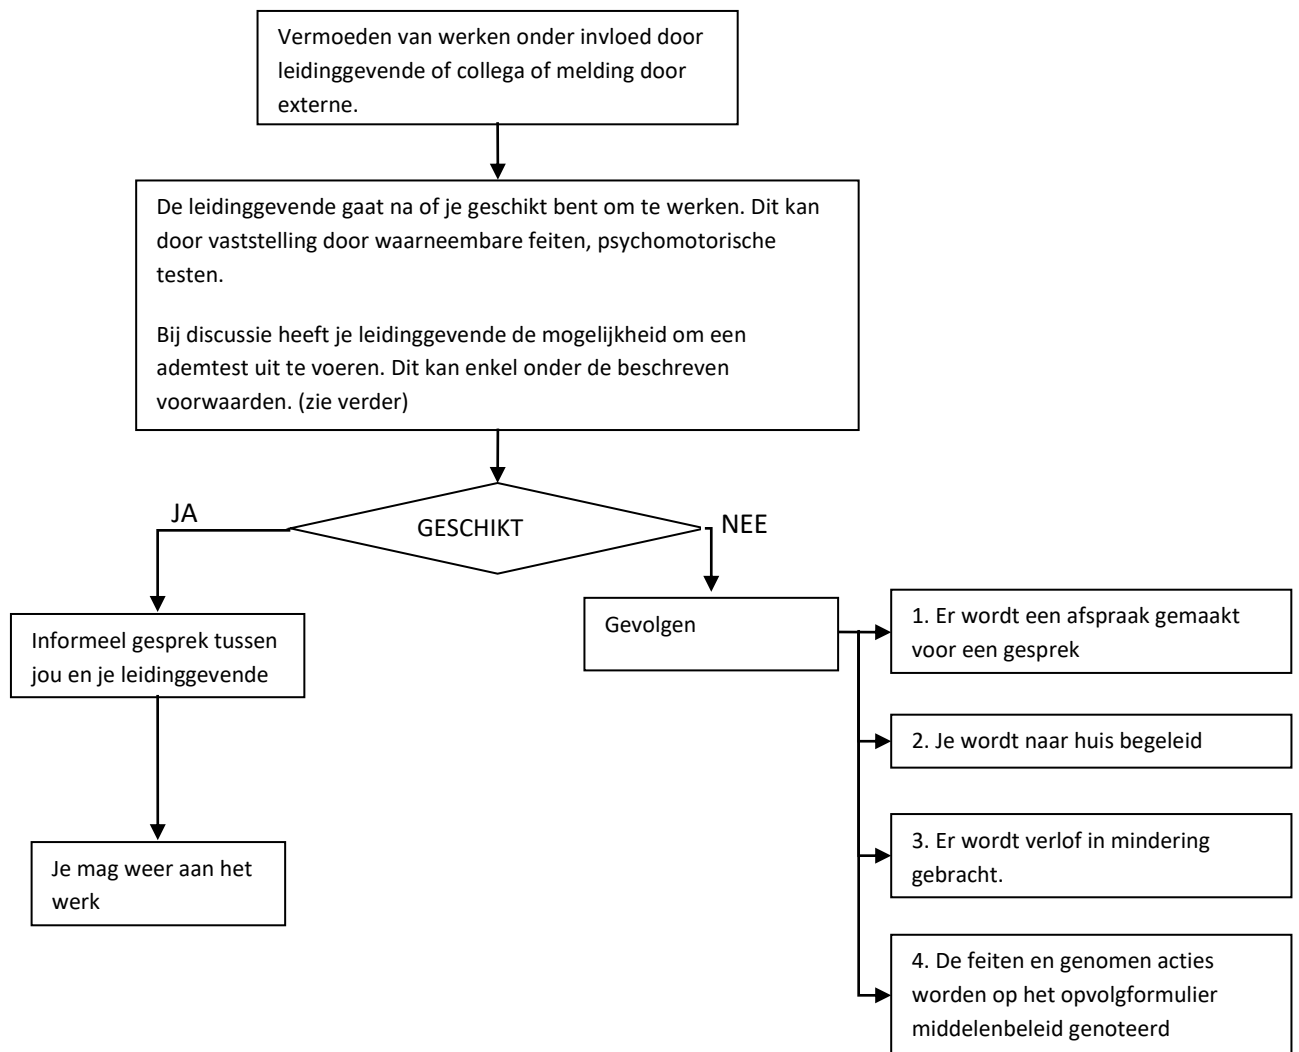 Vermoeden van werken onder invloed door
leidinggevende of collega of melding door
externe.
De leidinggevende gaat na of je geschikt bent om te werken. Dit kan
door vaststelling door waarneembare feiten, psychomotorische
testen.
Bij discussie heeft je leidinggevende de mogelijkheid om een
ademtest uit te voeren. Dit kan enkel onder de beschreven
voorwaarden. (zie verder)
JA
GESCHIKT
NEE
Informeel gesprek tussen
jou en je leidinggevende
Je mag weer aan het
werk
Gevolgen
1. Er wordt een afspraak gemaakt
voor een gesprek
2. Je wordt naar huis begeleid
3. Er wordt verlof in mindering
gebracht.
4. De feiten en genomen acties
worden op het opvolgformulier
middelenbeleid genoteerd